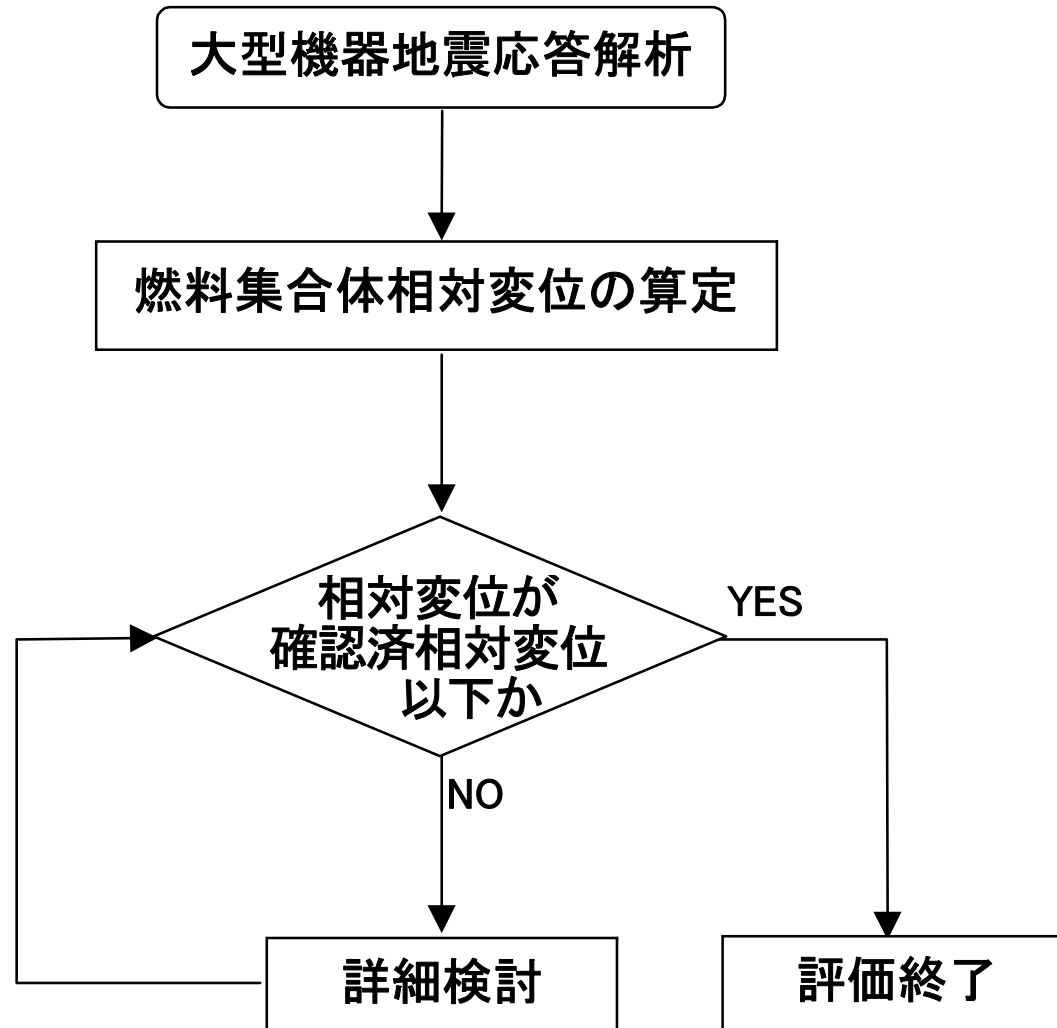 大型機器地震応答解析
燃料集合体相対変位の算定
相対変位が
確認済相対変位
以下か
YES
NO
詳細検討
評価終了